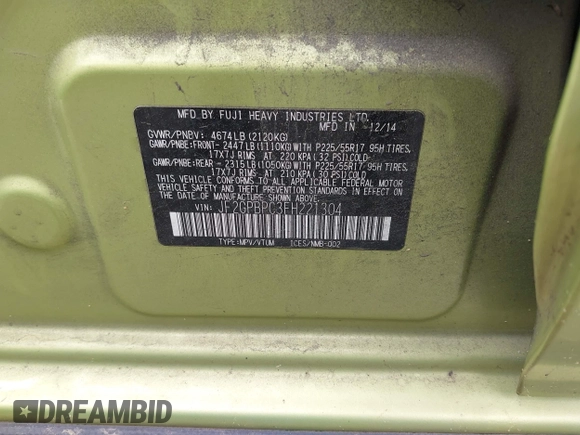 MFD BY FUJI HEAVY INDUSTRIES LTD.
GVWR/PNBV: 4674LB(2120KG) IN -12/14
GAWR/PNBE:FRONT- 2447LB(1110KG)WITH P225/55R17 95H TIRES,
17X7J RIMS AT 220 KPA (32 PSI)COLD
GAWR/PNBE:REAR - 2315LB(1050KG)WITH P225/55R17 95H TIRES,
17X7J RIMS AT 210 KPA (30 PSI)COLD
THIS VEHICLE CONFORMS TO ALL APPLICABLE FEDERAL MOTOR
VEHICLE SAFETY AND THEFT PREVENTION STANDARDS IN EFFECT ON
THE DATE OF MANUFACTURE SHOWN ABOVE.
VIN: JF2GPBPC3FH221304
TYPE:MPV/VTUM ICES/NMB-002
DREAMBID